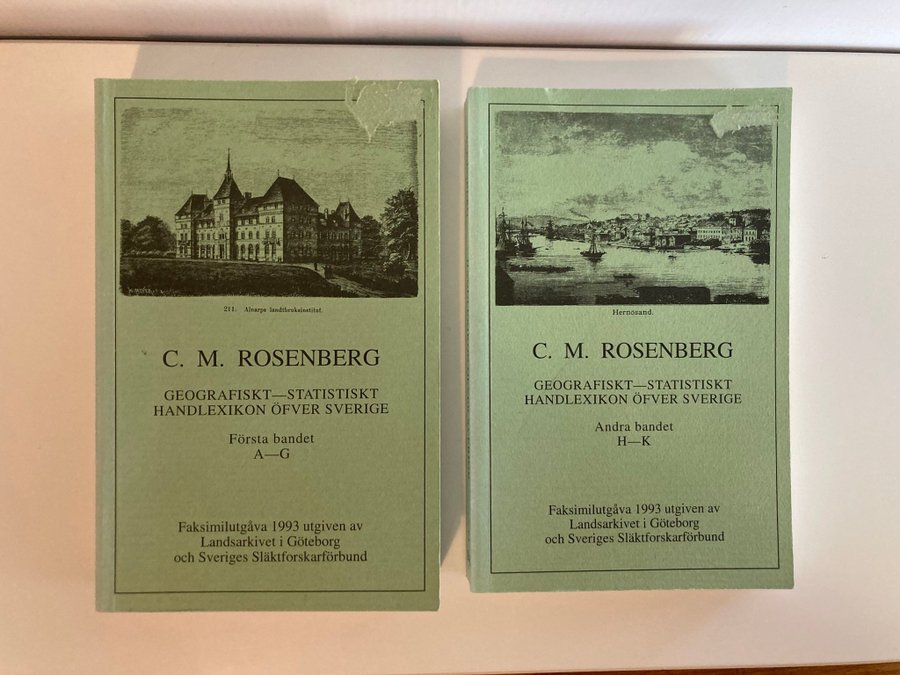 211. Alnarps landtbruksinstitut.
C. M. ROSENBERG
GEOGRAFISKT—STATISTISKT
HANDLEXIKON ÖFVER SVERIGE
Första bandet
A—G
Faksimilutgåva 1993 utgiven av
Landsarkivet i Göteborg
och Sveriges Släktforskarförbund
Hernösand.
C. M. ROSENBERG
GEOGRAFISKT—STATISTISKT
HANDLEXIKON ÖFVER SVERIGE
Andra bandet
H—K
Faksimilutgåva 1993 utgiven av
Landsarkivet i Göteborg
och Sveriges Släktforskarförbund